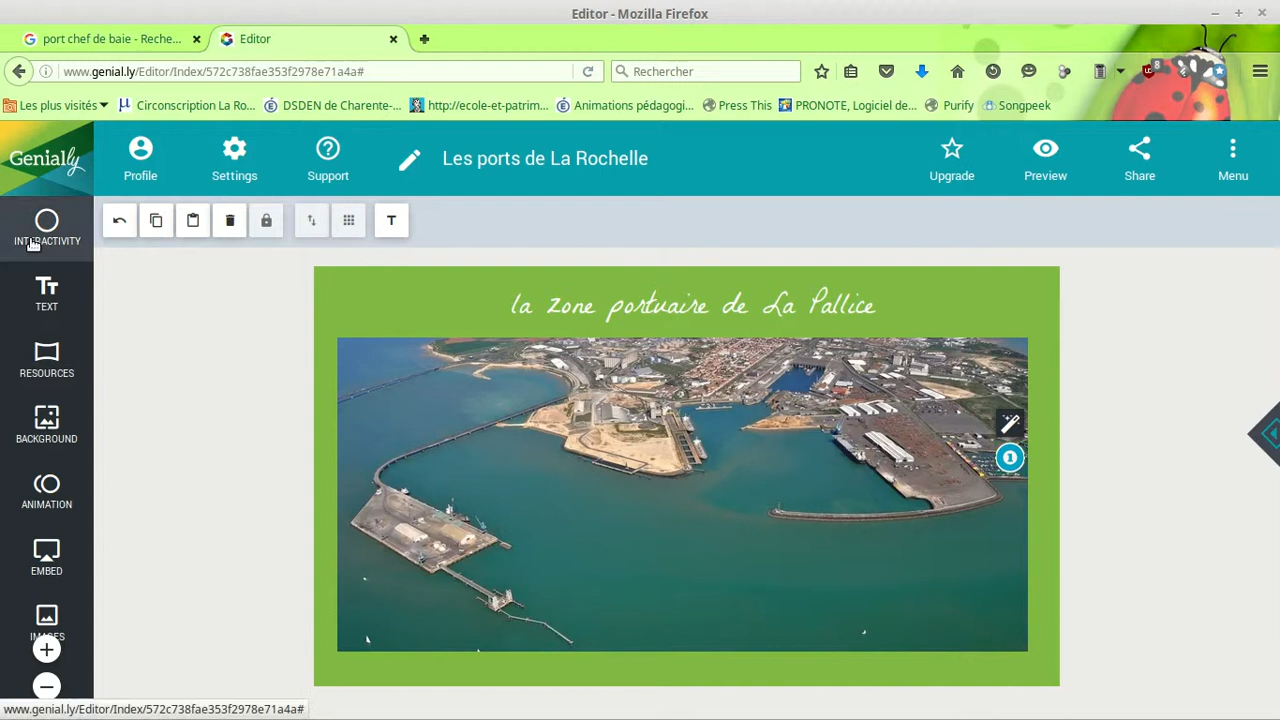 Editor - Mozilla Firefox
port chef de baie - Reche...
Editor
www.genial.ly/Editor/Index/572c738fae353f2978e71a4a#
Rechercher
8
Les plus visités
Circonscription La Ro...
DSDEN de Charente-...
http://ecole-et-patrim...
Animations pédagogi...
Press This
PRONOTE, Logiciel de...
Purify
Songpeek
Genially
Profile
Settings
Support
Les ports de La Rochelle
Upgrade
Preview
Share
Menu
INTERACTIVITY
T
TEXT
RESOURCES
BACKGROUND
ANIMATION
EMBED
IMAGES
la zone portuaire de La Pallice
www.genial.ly/Editor/Index/572c738fae353f2978e71a4a#